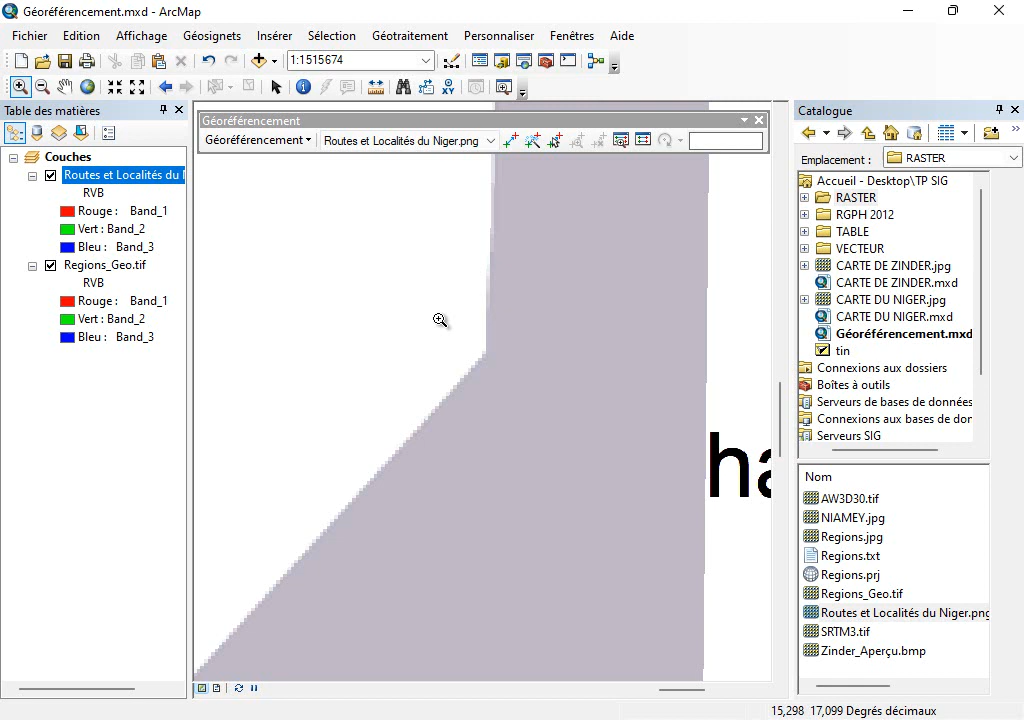 Géoréférencement.mxd - ArcMap
Fichier Edition Affichage Géosignets Insérer Sélection Géotraitement Personnaliser Fenêtres Aide
1:1515674
Table des matières
Couches
Routes et Localités du N
RVB
Rouge : Band_1
Vert : Band_2
Bleu : Band_3
Regions_Geo.tif
RVB
Rouge : Band_1
Vert : Band_2
Bleu : Band_3
Géoréférencement
Géoréférencement Routes et Localités du Niger.png
ha
Catalogue
Emplacement : RASTER
Accueil - Desktop\TP SIG
RASTER
RGPH 2012
TABLE
VECTEUR
CARTE DE ZINDER.jpg
CARTE DE ZINDER.mxd
CARTE DU NIGER.jpg
CARTE DU NIGER.mxd
Géoréférencement.mxd
tin
Connexions aux dossiers
Boîtes à outils
Serveurs de bases de données
Connexions aux bases de don
Serveurs SIG
Nom
AW3D30.tif
NIAMEY.jpg
Regions.jpg
Regions.txt
Regions.prj
Regions_Geo.tif
Routes et Localités du Niger.png
SRTM3.tif
Zinder_Aperçu.bmp
15,298 17,099 Degrés décimaux